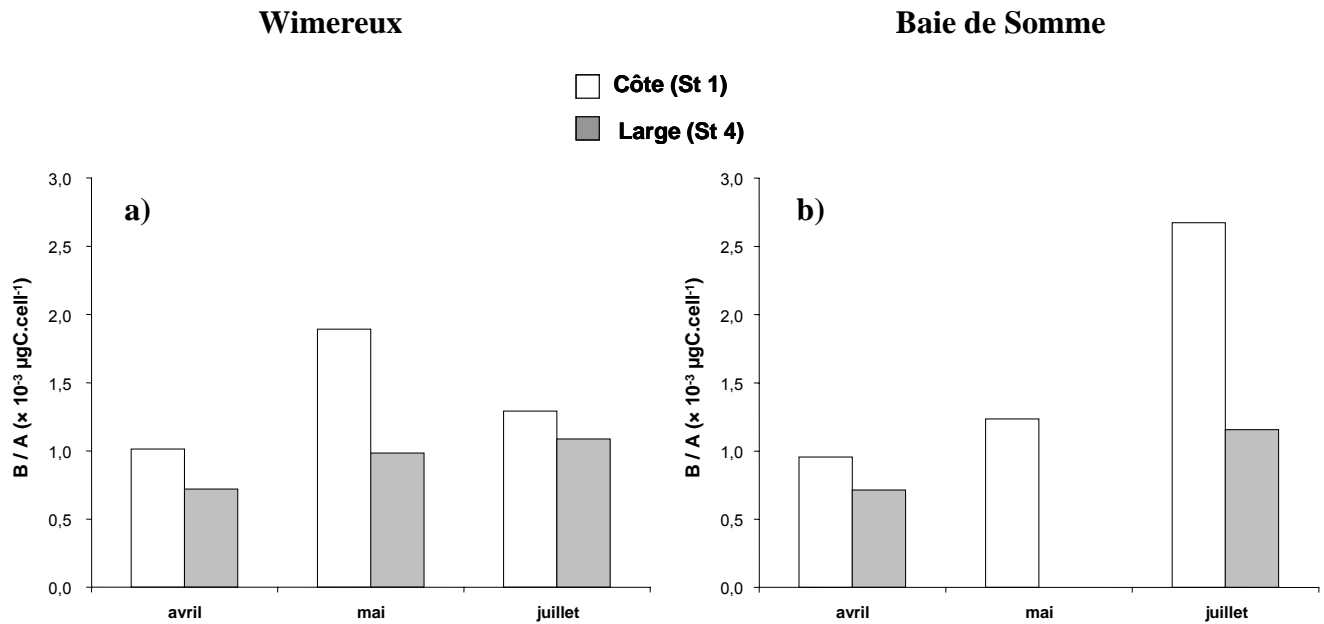 Wimereux
Baie de Somme
Côte (St 1)
Large (St 4)
a)
B / A (× 10⁻³ µgC.cell⁻¹)
3,0
2,5
2,0
1,5
1,0
0,5
0,0
avril mai juillet
b)
B / A (× 10⁻³ µgC.cell⁻¹)
3,0
2,5
2,0
1,5
1,0
0,5
0,0
avril mai juillet